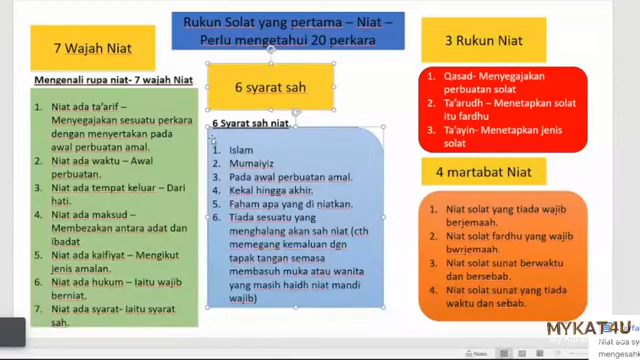 Rukun Solat yang pertama – Niat –
Perlu mengetahui 20 perkara
7 Wajah Niat
Mengenali rupa niat- 7 wajah Niat
1. Niat ada ta'arif –
Menyegajakan sesuatu perkara
dengan menyertakan pada
awal perbuatan amal.
2. Niat ada waktu – Awal
perbuatan.
3. Niat ada tempat keluar – Dari
hati.
4. Niat ada maksud –
Membezakan antara adat dan
ibadat
5. Niat ada kaifiyat – Mengikut
jenis amalan.
6. Niat ada hukum – Iaitu wajib
berniat.
7. Niat ada syarat- Iaitu syarat
sah.
6 syarat sah
6 Syarat sah niat.
1. Islam
2. Mumaiyiz
3. Pada awal perbuatan amal.
4. Kekal hingga akhir.
5. Faham apa yang di niatkan.
6. Tiada sesuatu yang
menghalang akan sah niat (cth
memegang kemaluan dgn
tapak tangan semasa
membasuh muka atau wanita
yang masih haidh niat mandi
wajib)
3 Rukun Niat
1. Qasad- Menyegajakan
perbuatan solat
2. Ta'arudh – Menetapkan solat
itu fardhu
3. Ta'ayin- Menetapkan jenis
solat
4 martabat Niat
1. Niat solat yang tiada wajib
berjemaah.
2. Niat solat fardhu yang wajib
bwrjemaah.
3. Niat solat sunat berwaktu
dan bersebab.
4. Niat solat sunat yang tiada
waktu dan sebab.
MYKAT4U
Niat ada sy
mengesahk
Notes